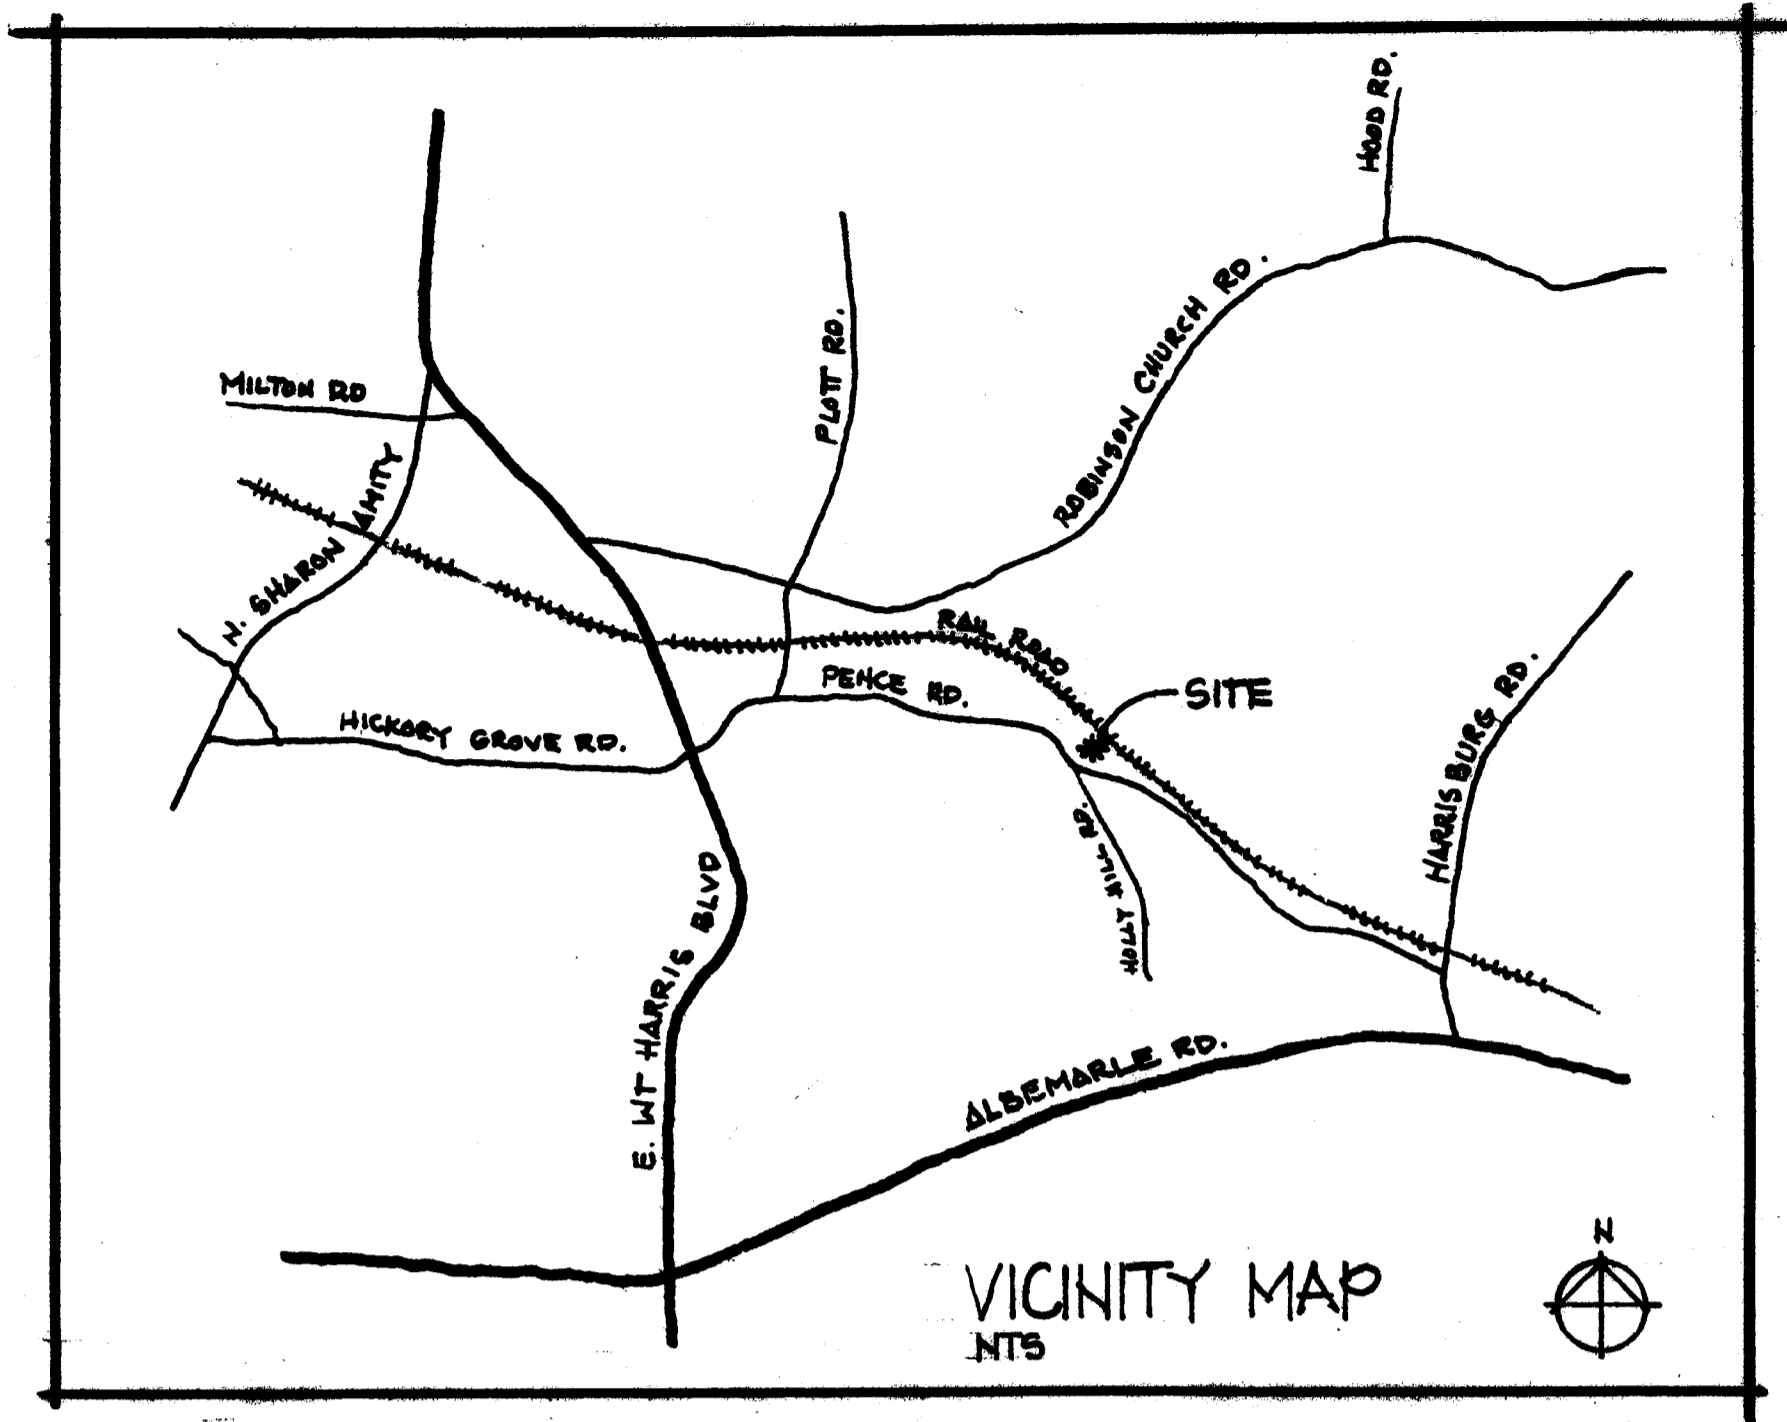 HOOD RD.
ROBINSON CHURCH RD.
PLOTT RD.
MILTON RD
N. SHARON AMITY
RAIL ROAD
PENCE RD.
SITE
HICKORY GROVE RD.
HARRISBURG RD.
HOLLY HILL RD.
E. WT HARRIS BLVD
ALBEMARLE RD.
N
VICINITY MAP
NTS